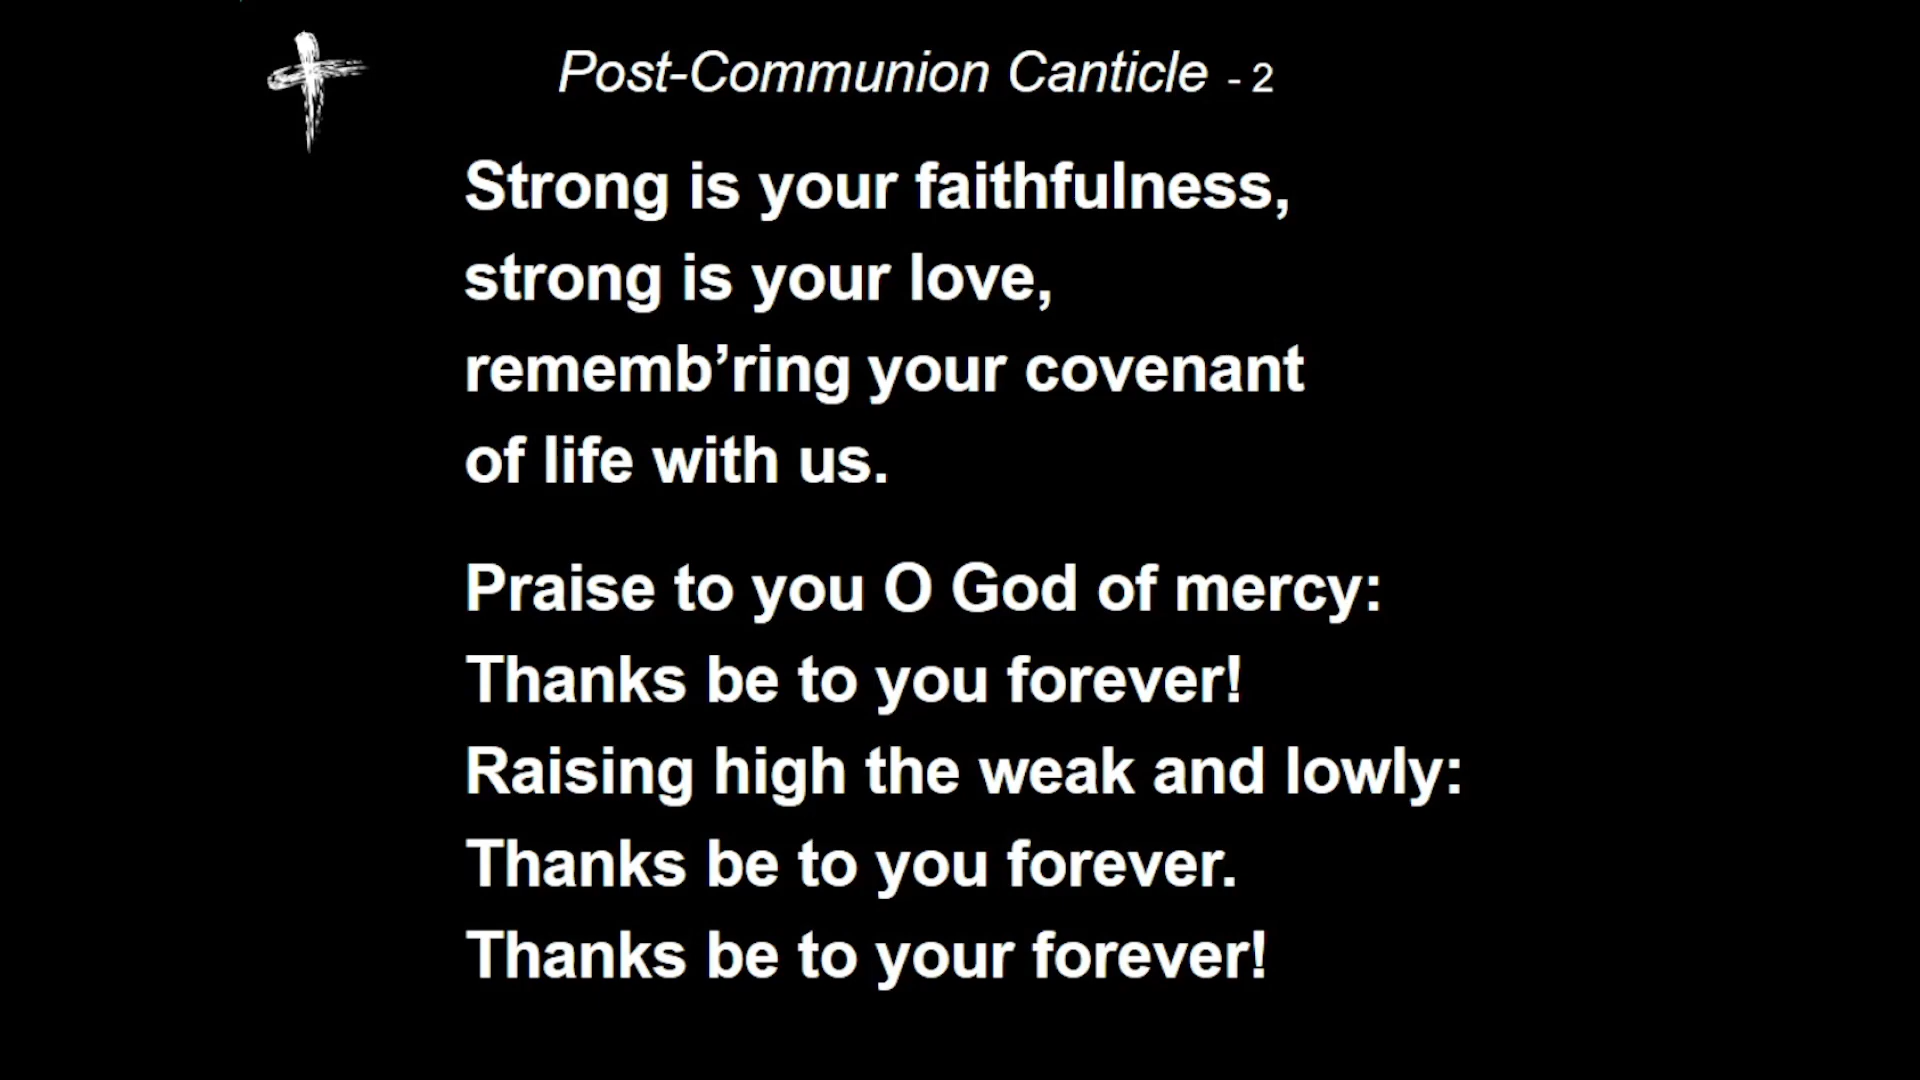 Post-Communion Canticle - 2
Strong is your faithfulness,
strong is your love,
rememb’ring your covenant
of life with us.
Praise to you O God of mercy:
Thanks be to you forever!
Raising high the weak and lowly:
Thanks be to you forever.
Thanks be to your forever!